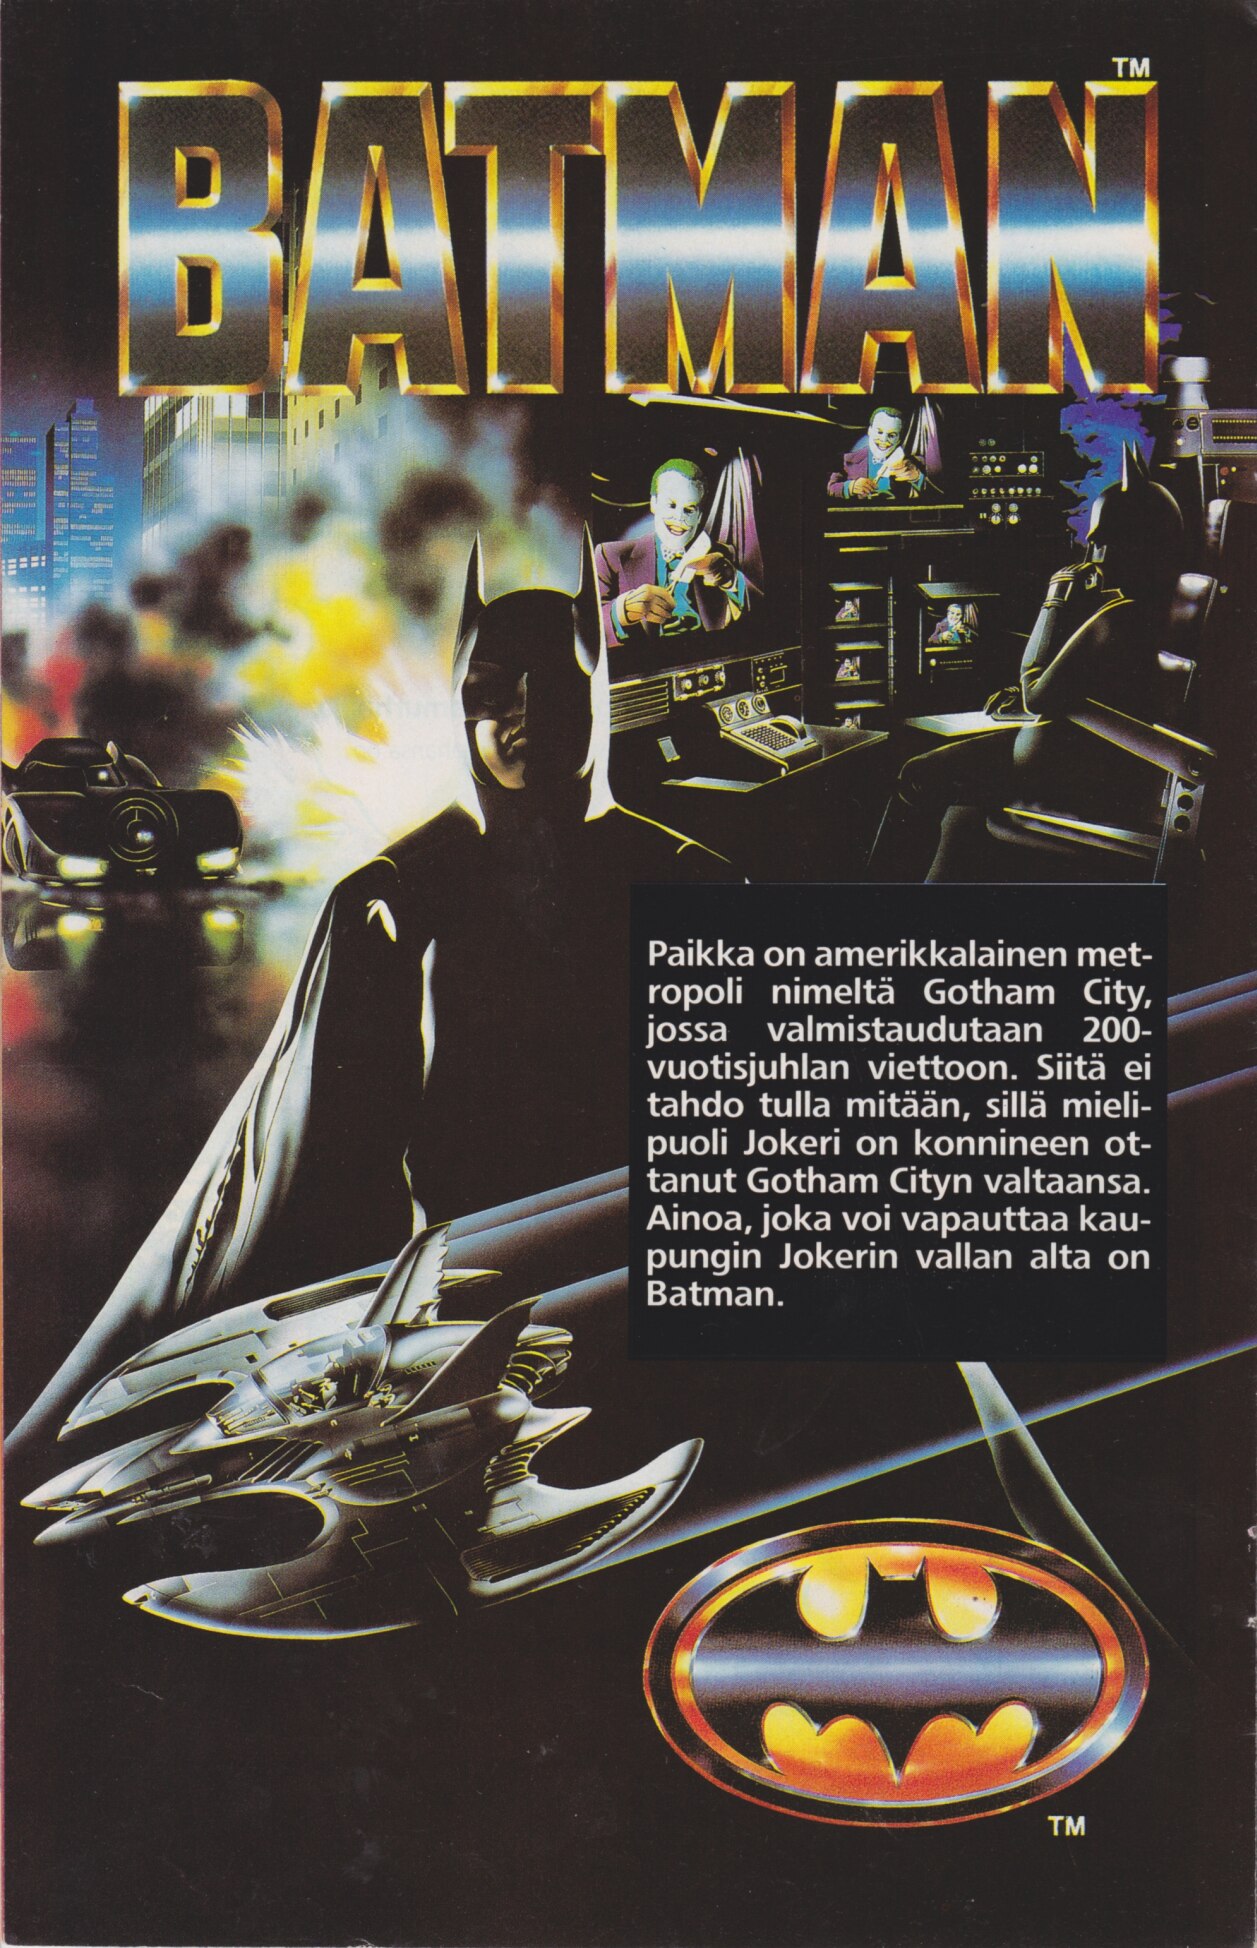 BATMAN™
Paikka on amerikkalainen met-
ropoli nimeltä Gotham City,
jossa valmistaudutaan 200-
vuotisjuhlan viettoon. Siitä ei
tahdo tulla mitään, sillä mieli-
puoli Jokeri on konnineen ot-
tanut Gotham Cityn valtaansa.
Ainoa, joka voi vapauttaa kau-
pungin Jokerin vallan alta on
Batman.
TM